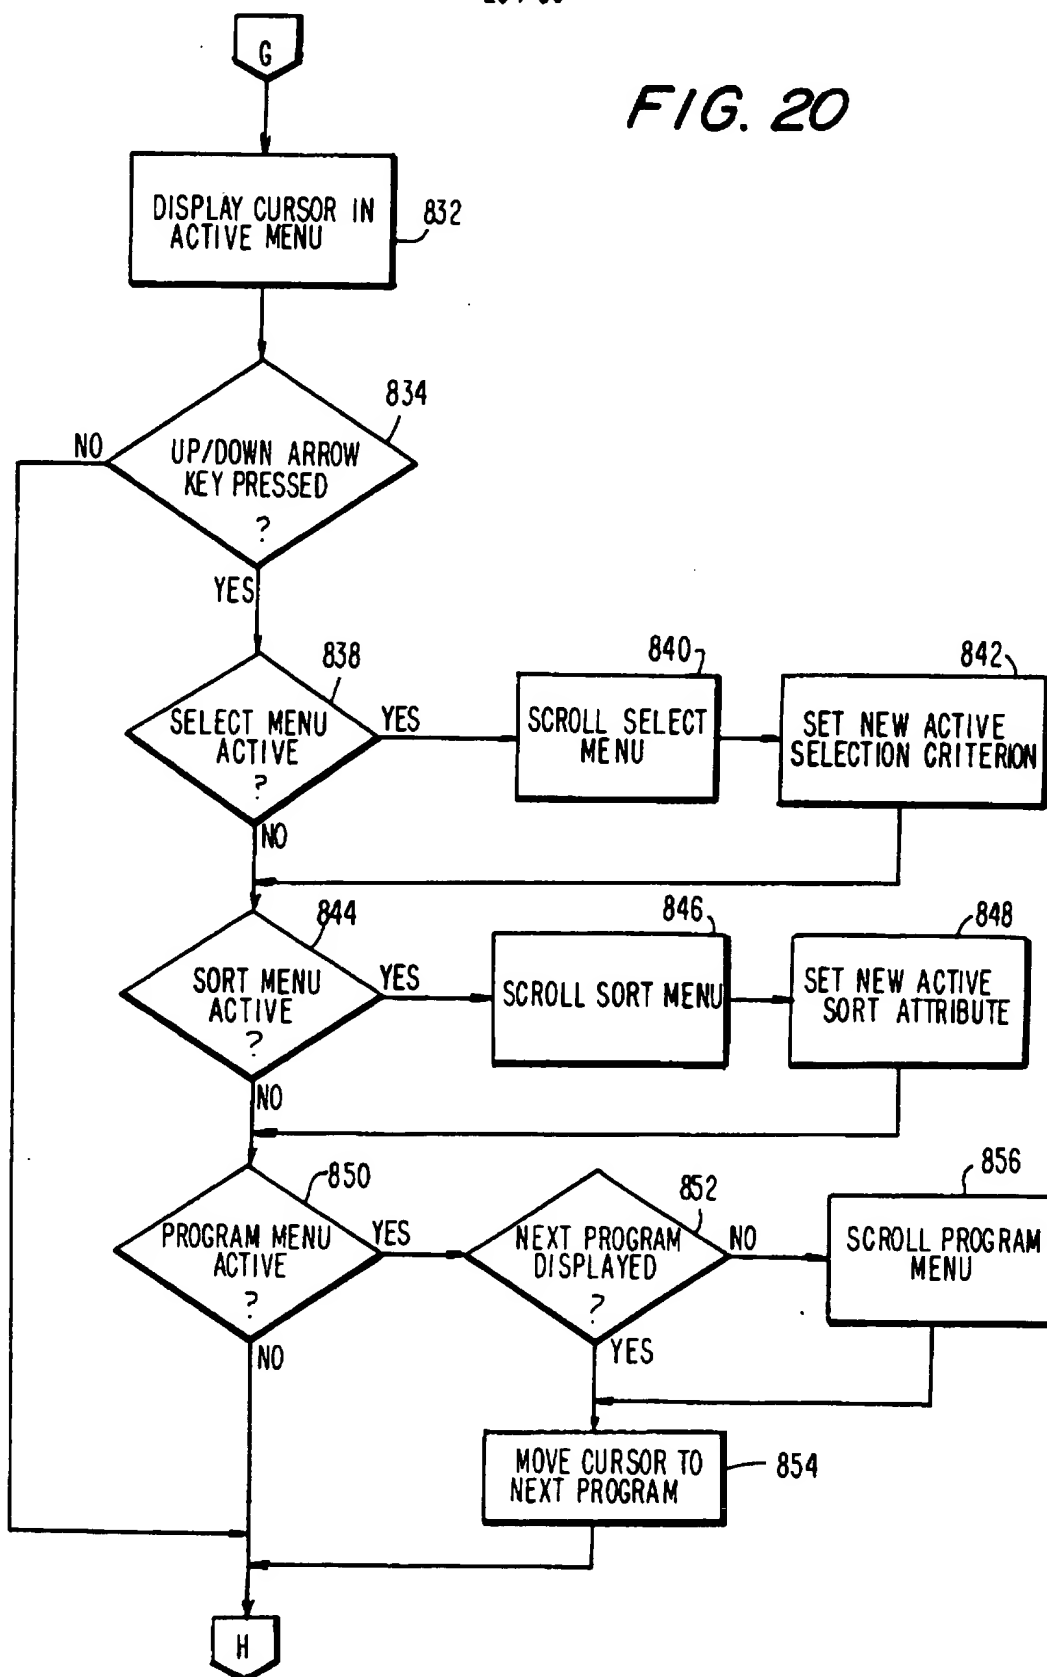 G
FIG. 20
DISPLAY CURSOR IN
ACTIVE MENU
832
834
NO
UP/DOWN ARROW
KEY PRESSED
?
YES
838
SELECT MENU
ACTIVE
?
YES
840
SCROLL SELECT
MENU
842
SET NEW ACTIVE
SELECTION CRITERION
NO
844
SORT MENU
ACTIVE
?
YES
846
SCROLL SORT MENU
848
SET NEW ACTIVE
SORT ATTRIBUTE
NO
850
PROGRAM MENU
ACTIVE
?
YES
852
NEXT PROGRAM
DISPLAYED
?
NO
856
SCROLL PROGRAM
MENU
NO
YES
MOVE CURSOR TO
NEXT PROGRAM
854
H